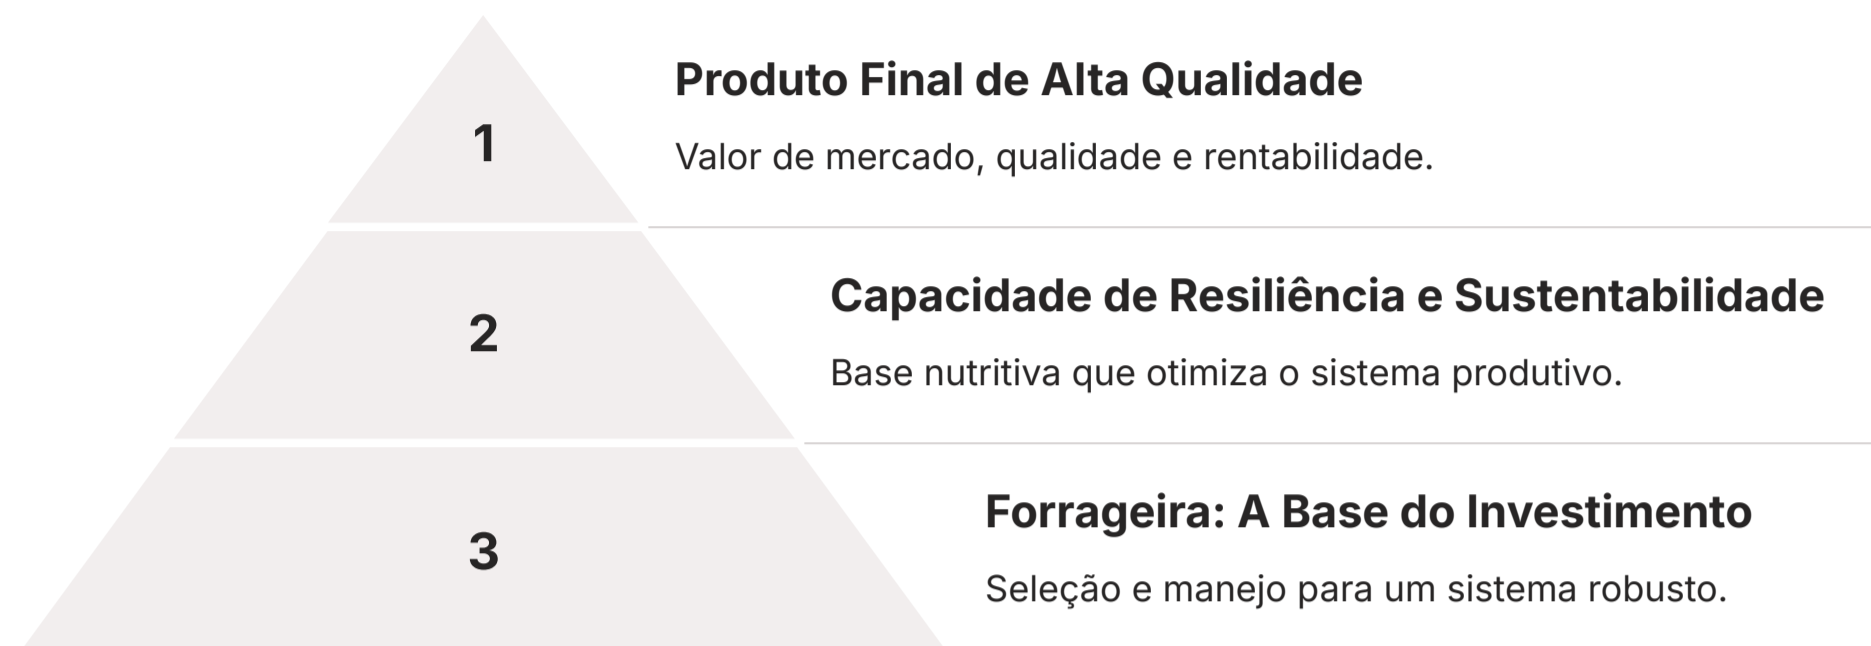 1
Produto Final de Alta Qualidade
Valor de mercado, qualidade e rentabilidade.
2
Capacidade de Resiliência e Sustentabilidade
Base nutritiva que otimiza o sistema produtivo.
3
Forrageira: A Base do Investimento
Seleção e manejo para um sistema robusto.